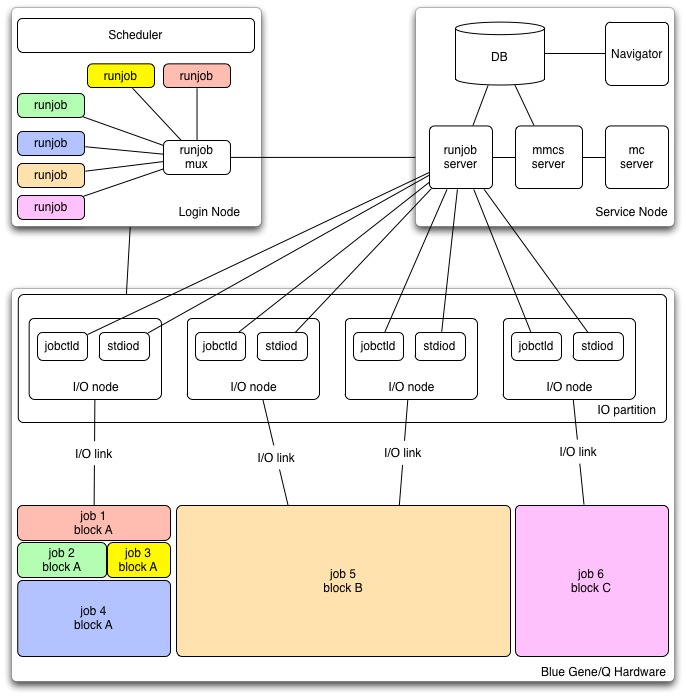 Scheduler
runjob
runjob
runjob
runjob
runjob
runjob
runjob
mux
Login Node
DB
Navigator
runjob
server
mmcs
server
mc
server
Service Node
jobctld
stdiod
I/O node
jobctld
stdiod
I/O node
jobctld
stdiod
I/O node
jobctld
stdiod
I/O node
IO partition
I/O link
I/O link
I/O link
I/O link
job 1
block A
job 2
block A
job 3
block A
job 4
block A
job 5
block B
job 6
block C
Blue Gene/Q Hardware